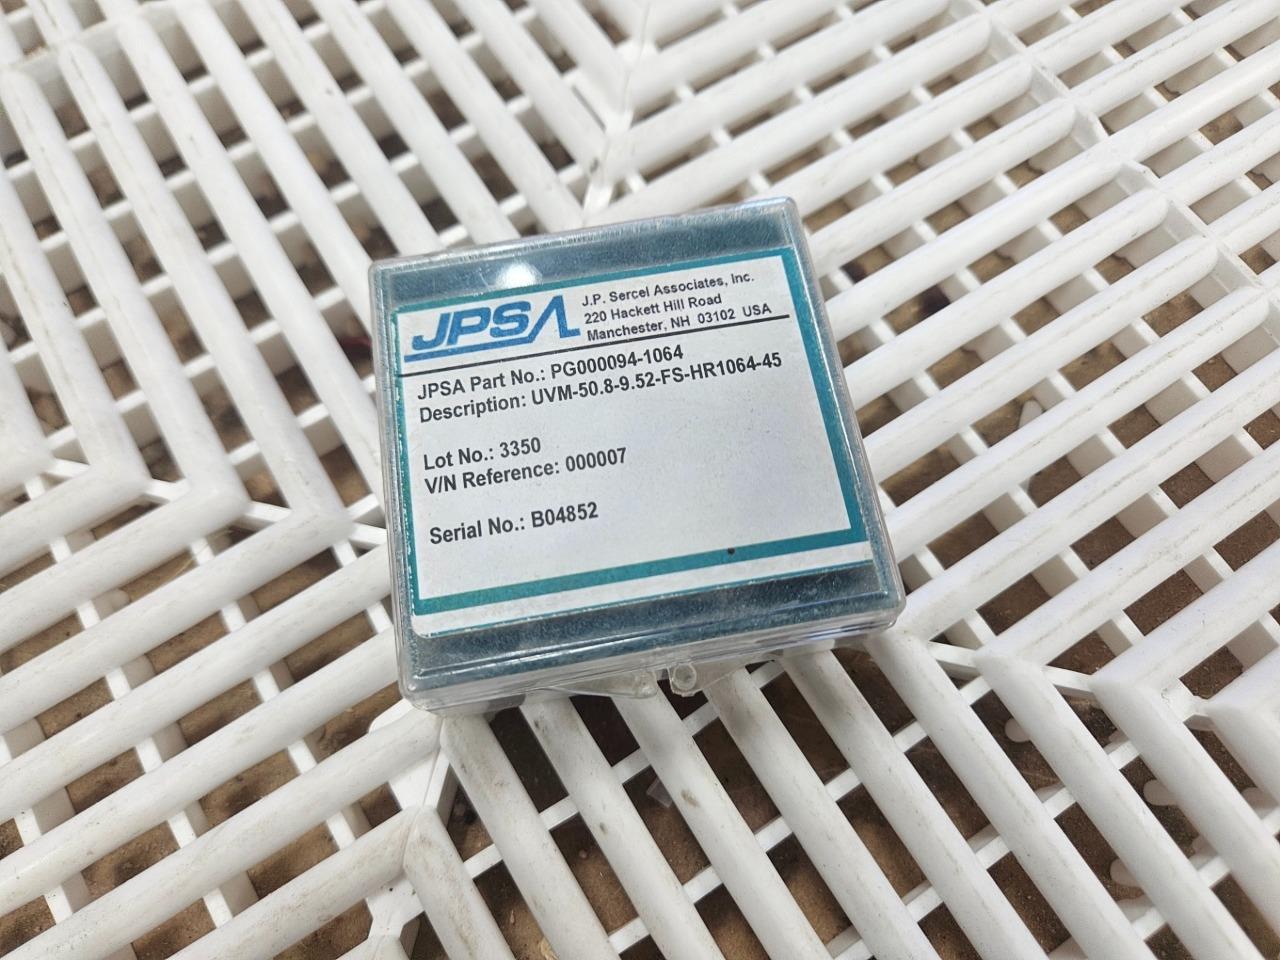 JPSA
J.P. Sercel Associates, Inc.
220 Hackett Hill Road
Manchester, NH 03102 USA
JPSA Part No.: PG000094-1064
Description: UVM-50.8-9.52-FS-HR1064-45
Lot No.: 3350
V/N Reference: 000007
Serial No.: B04852